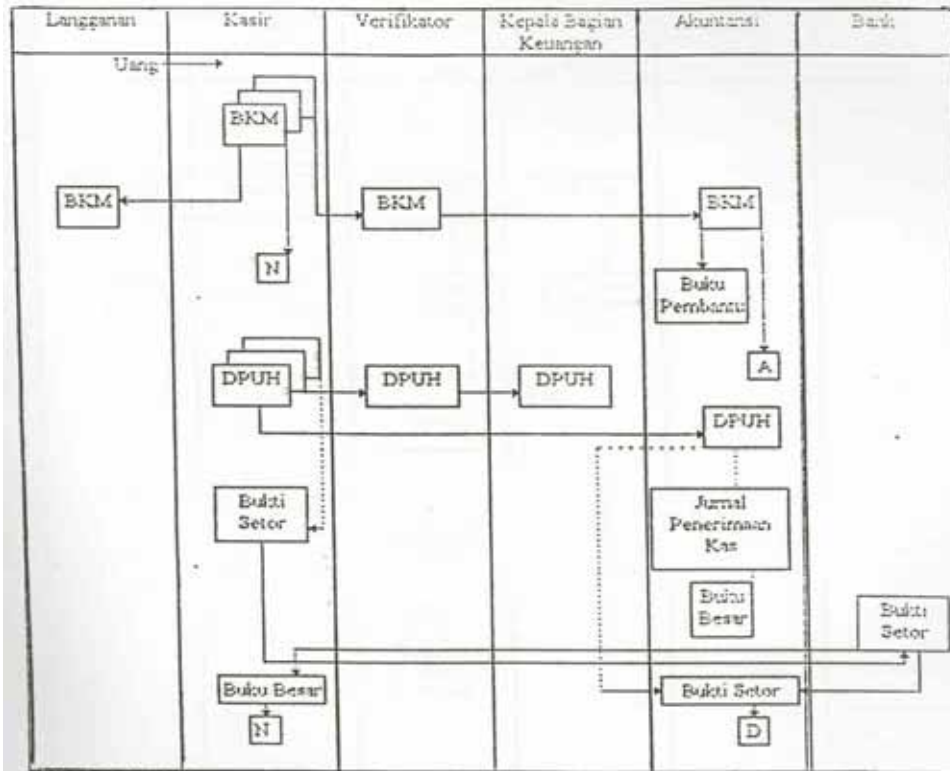 Langganan
Kasir
Verifikator
Kepala Bagian
Keuangan
Akuntansi
Bank
Uang
BKM
BKM
BKM
BKM
N
Buku
Pembantu
A
DPUH
DPUH
DPUH
DPUH
Bukti
Setor
Jurnal
Penerimaan
Kas
Buku
Besar
Bukti
Setor
Buku Besar
Bukti Setor
N
D